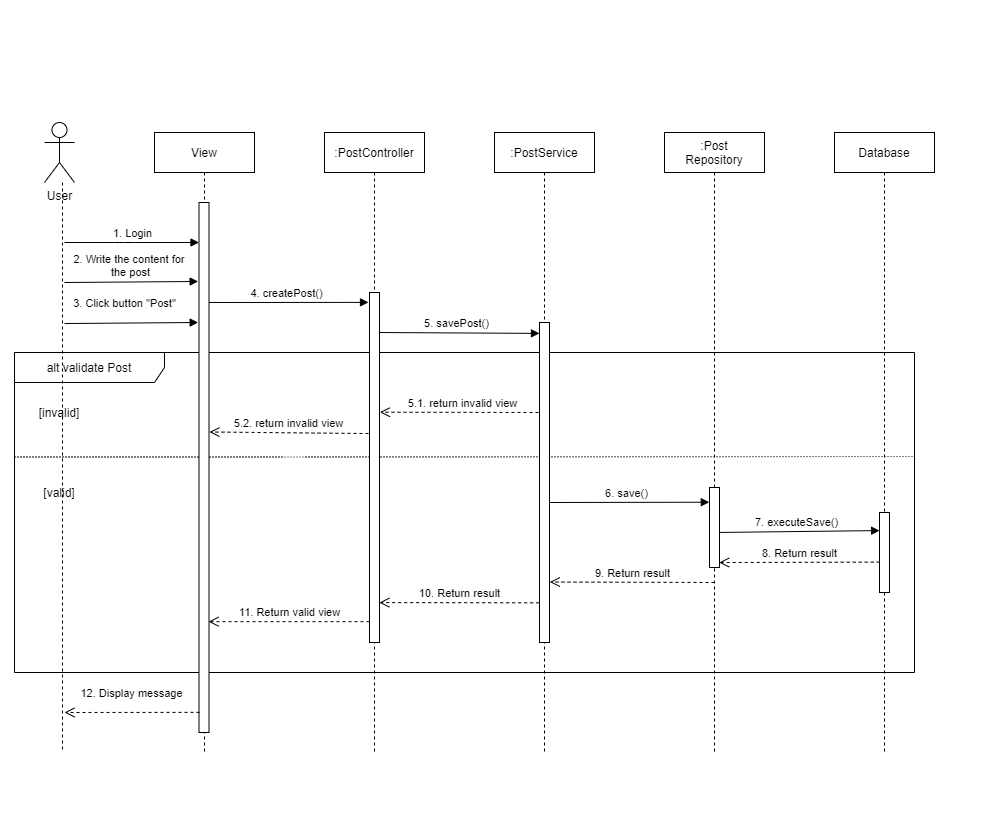 User
View
:PostController
:PostService
:Post
Repository
Database
1. Login
2. Write the content for
the post
3. Click button "Post"
4. createPost()
5. savePost()
alt validate Post
[invalid]
5.1. return invalid view
5.2. return invalid view
[valid]
6. save()
7. executeSave()
8. Return result
9. Return result
10. Return result
11. Return valid view
12. Display message